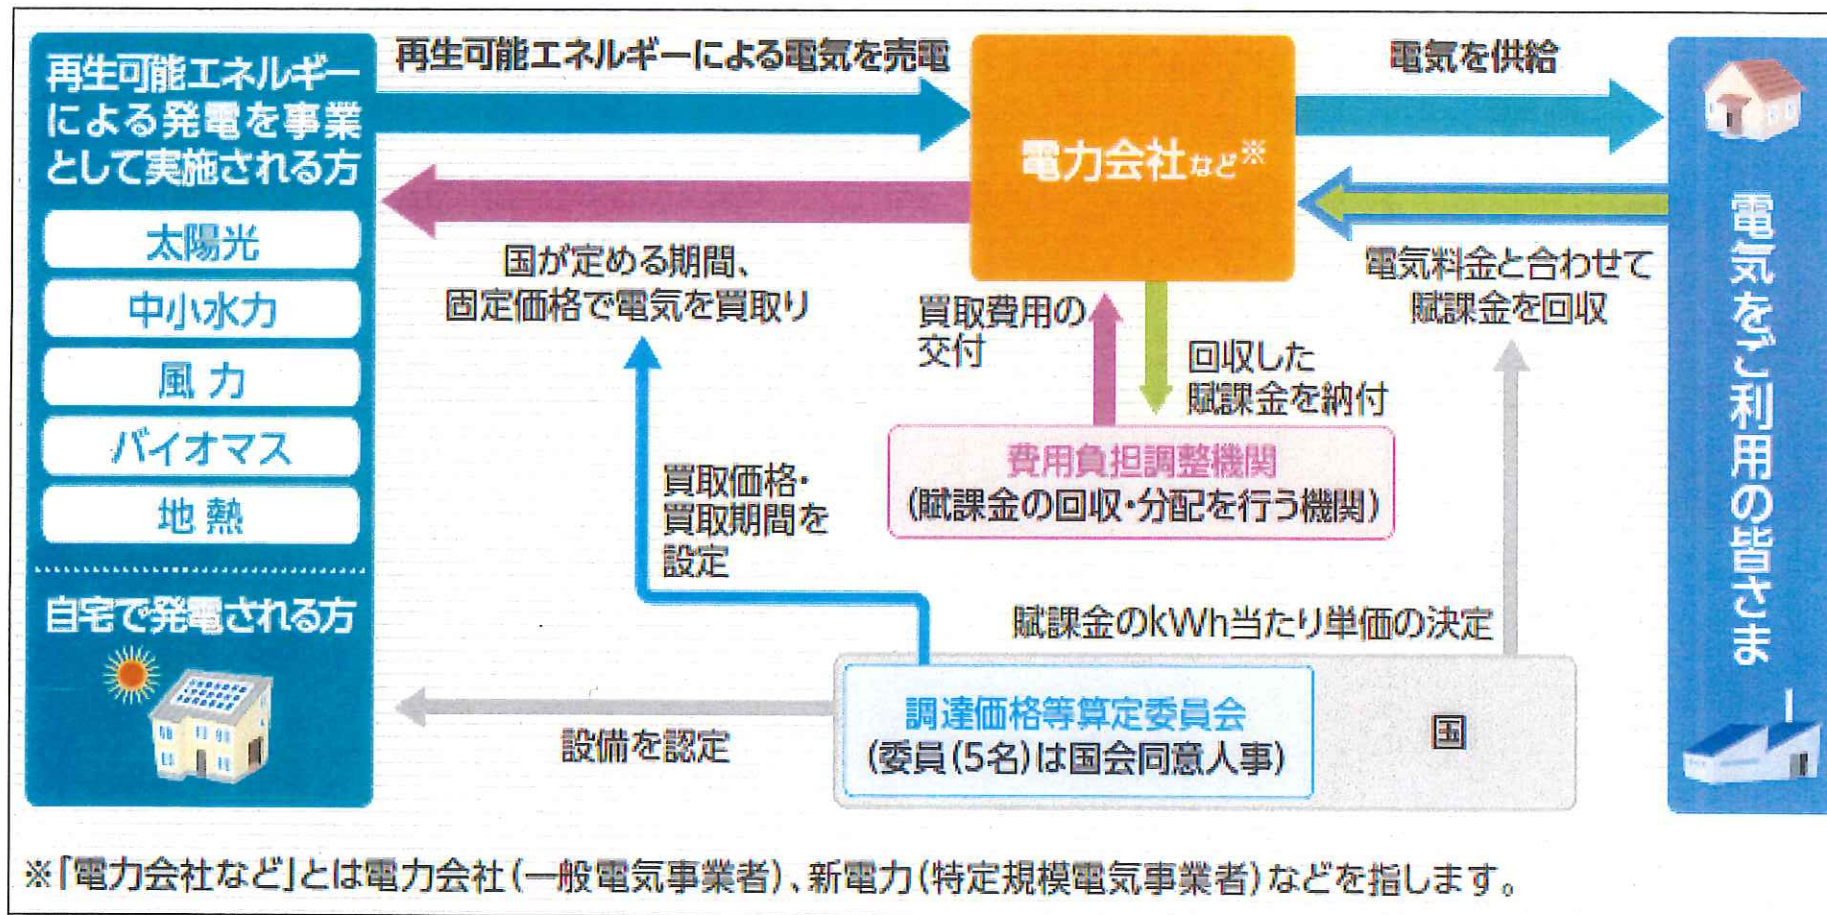 再生可能エネルギー
による発電を事業
として実施される方
太陽光
中小水力
風力
バイオマス
地熱
自宅で発電される方
再生可能エネルギーによる電気を売電
国が定める期間、
固定価格で電気を買取り
電力会社など※
電気を供給
電気料金と合わせて
賦課金を回収
買取費用の
交付
回収した
賦課金を納付
費用負担調整機関
(賦課金の回収・分配を行う機関)
買取価格・
買取期間を
設定
賦課金のkWh当たり単価の決定
調達価格等算定委員会
(委員(5名)は国会同意人事)
国
設備を認定
電気をご利用の皆さま
※「電力会社など」とは電力会社(一般電気事業者)、新電力(特定規模電気事業者)などを指します。